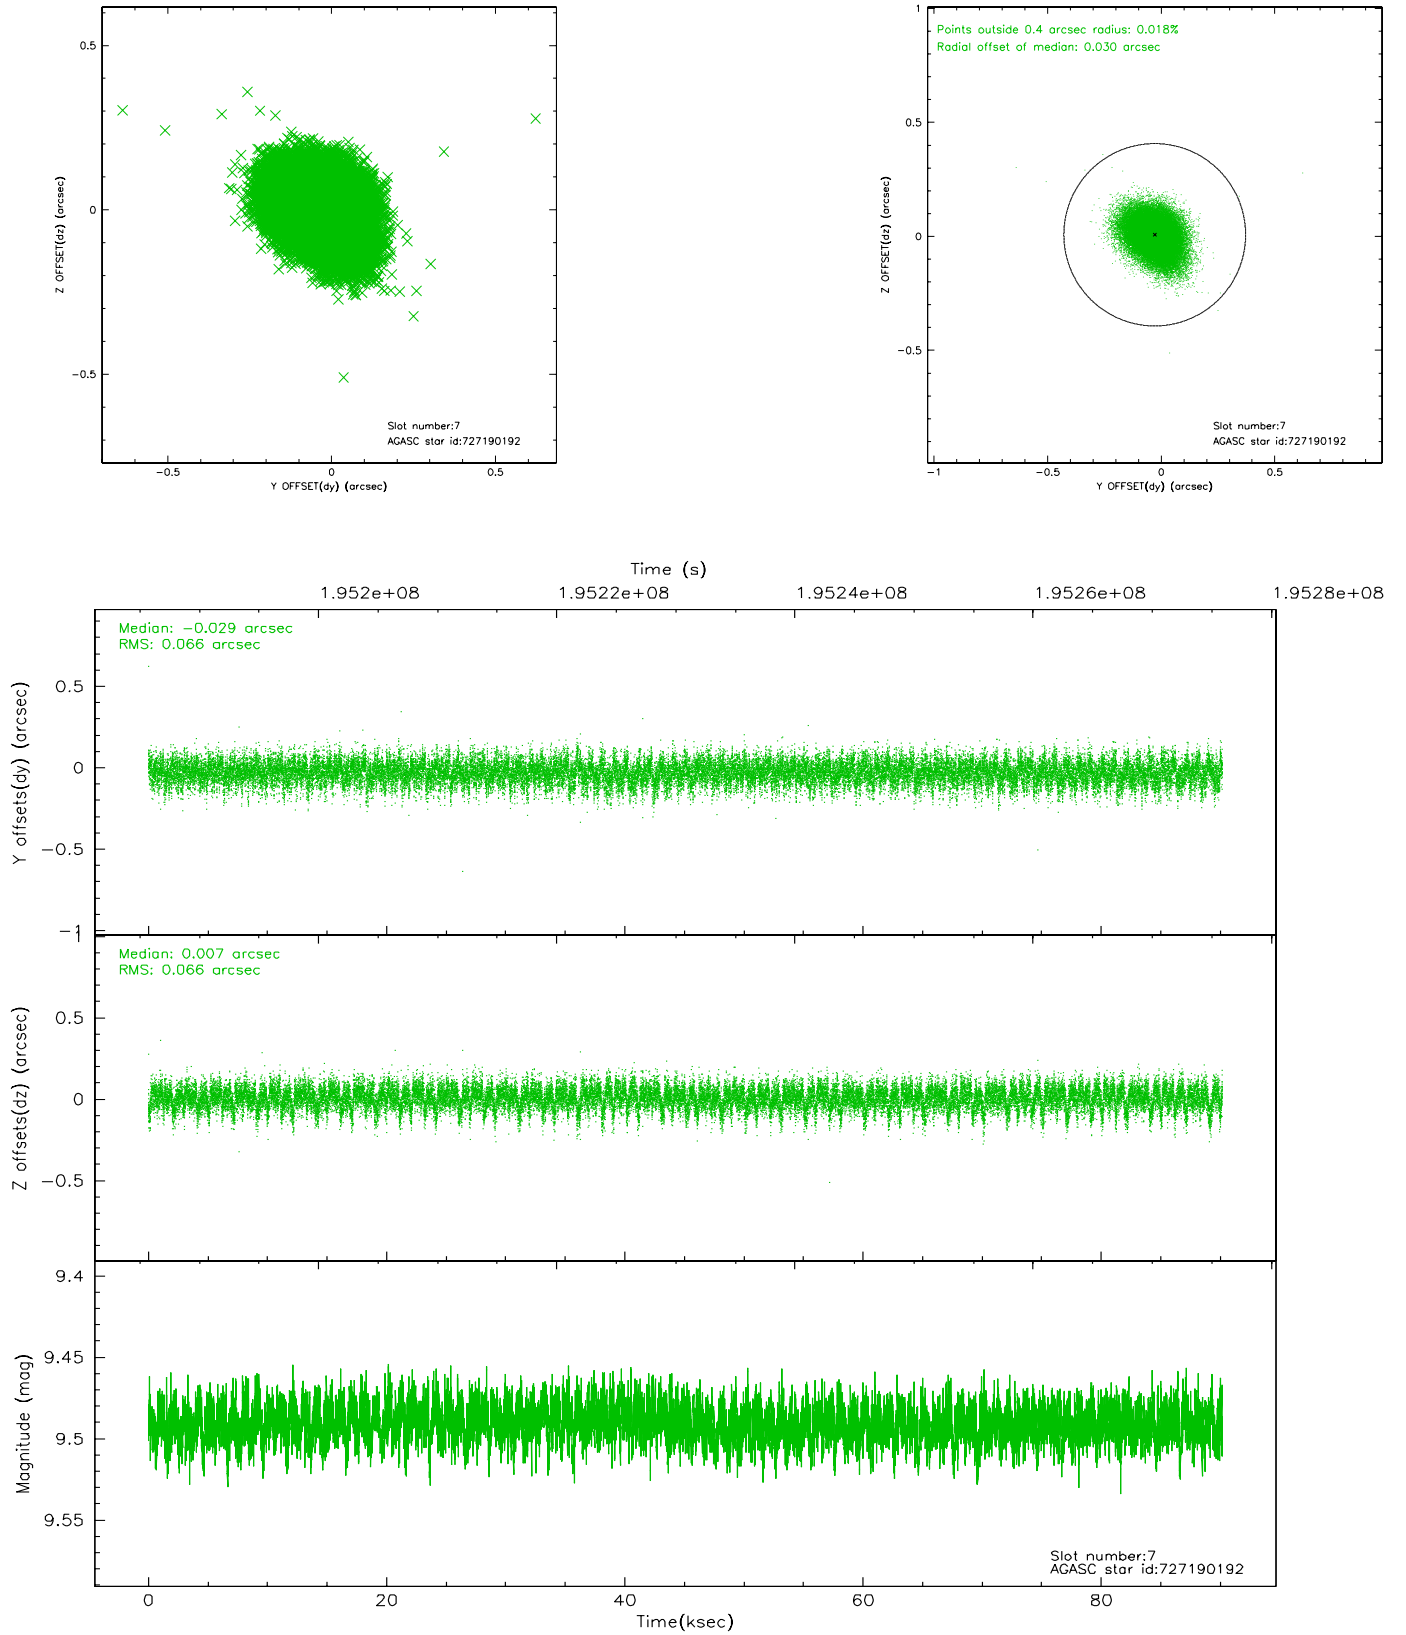 0.5
0
−0.5
Z OFFSET(dz) (arcsec)
Slot number:7
AGASC star id:727190192
−0.5
0
0.5
Y OFFSET(dy) (arcsec)
Points outside 0.4 arcsec radius: 0.018%
Radial offset of median: 0.030 arcsec
1
0.5
0
−0.5
Z OFFSET(dz) (arcsec)
Slot number:7
AGASC star id:727190192
−1
−0.5
0
0.5
Y OFFSET(dy) (arcsec)
Time (s)
1.952e+08
1.9522e+08
1.9524e+08
1.9526e+08
1.9528e+08
Median: −0.029 arcsec
RMS: 0.066 arcsec
0.5
0
−0.5
−1
Y offsets(dy) (arcsec)
Median: 0.007 arcsec
RMS: 0.066 arcsec
1
0.5
0
−0.5
Z offsets(dz) (arcsec)
9.4
9.45
9.5
9.55
Magnitude (mag)
Slot number:7
AGASC star id:727190192
0
20
40
60
80
Time(ksec)